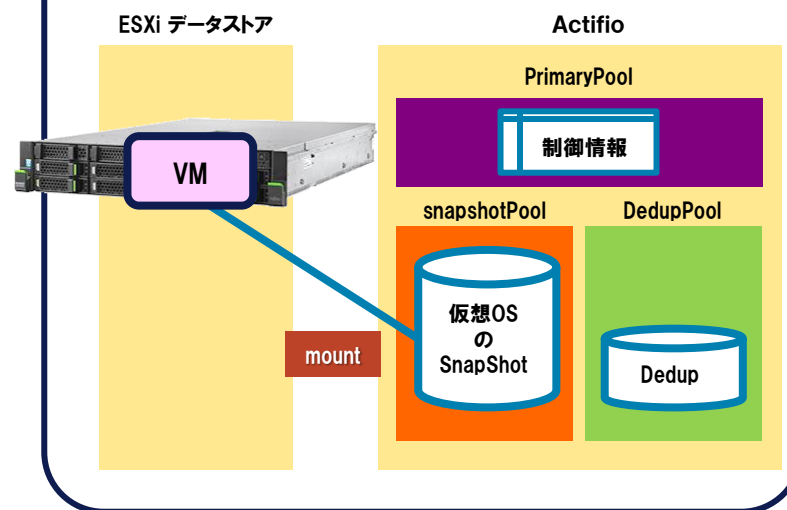 ESXi データストア
Actifio
PrimaryPool
制御情報
VM
snapshotPool
DedupPool
仮想OS
の
SnapShot
mount
Dedup